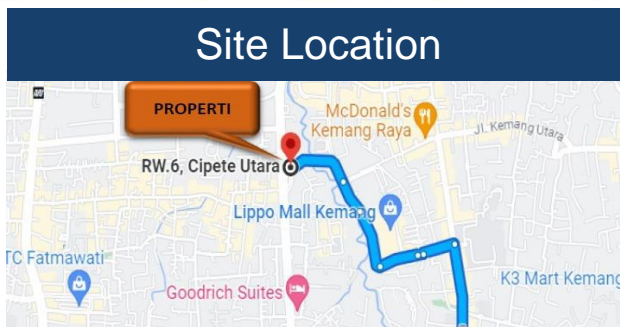 Site Location
PROPERTI
McDonald's
Kemang Raya
Jl. Kemang Utara
RW.6, Cipete Utara
Lippo Mall Kemang
TC Fatmawati
Goodrich Suites
K3 Mart Kemang